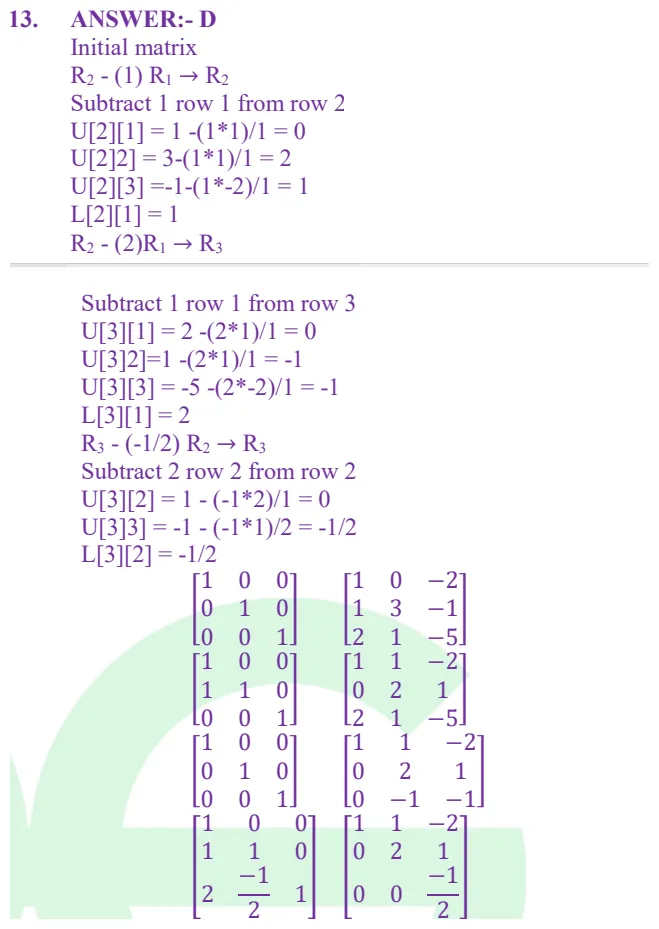 13. ANSWER:- D
Initial matrix
R₂ - (1) R₁ → R₂
Subtract 1 row 1 from row 2
U[2][1] = 1 -(1*1)/1 = 0
U[2]2] = 3-(1*1)/1 = 2
U[2][3] =-1-(1*-2)/1 = 1
L[2][1] = 1
R₂ - (2)R₁ → R₃
Subtract 1 row 1 from row 3
U[3][1] = 2 -(2*1)/1 = 0
U[3]2]=1 -(2*1)/1 = -1
U[3][3] = -5 -(2*-2)/1 = -1
L[3][1] = 2
R₃ - (-1/2) R₂ → R₃
Subtract 2 row 2 from row 2
U[3][2] = 1 - (-1*2)/1 = 0
U[3]3] = -1 - (-1*1)/2 = -1/2
L[3][2] = -1/2
1 0 0 1 0 −2
0 1 0 1 3 −1
0 0 1 2 1 −5
1 0 0 1 1 −2
1 1 0 0 2 1
0 0 1 2 1 −5
1 0 0 1 1 −2
0 1 0 0 2 1
0 0 1 0 −1 −1
1 0 0 1 1 −2
1 1 0 0 2 1
2 −1/2 1 0 0 −1/2